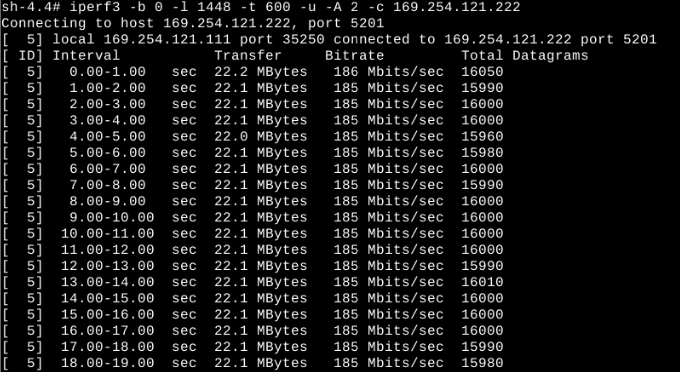 sh-4.4# iperf3 -b 0 -l 1448 -t 600 -u -A 2 -c 169.254.121.222
Connecting to host 169.254.121.222, port 5201
[  5] local 169.254.121.111 port 35250 connected to 169.254.121.222 port 5201
[ ID] Interval           Transfer     Bitrate         Total Datagrams
[  5]   0.00-1.00   sec  22.2 MBytes   186 Mbits/sec  16050
[  5]   1.00-2.00   sec  22.1 MBytes   185 Mbits/sec  15990
[  5]   2.00-3.00   sec  22.1 MBytes   185 Mbits/sec  16000
[  5]   3.00-4.00   sec  22.1 MBytes   185 Mbits/sec  16000
[  5]   4.00-5.00   sec  22.0 MBytes   185 Mbits/sec  15960
[  5]   5.00-6.00   sec  22.1 MBytes   185 Mbits/sec  15980
[  5]   6.00-7.00   sec  22.1 MBytes   185 Mbits/sec  16000
[  5]   7.00-8.00   sec  22.1 MBytes   185 Mbits/sec  15990
[  5]   8.00-9.00   sec  22.1 MBytes   185 Mbits/sec  16000
[  5]   9.00-10.00  sec  22.1 MBytes   185 Mbits/sec  16000
[  5]  10.00-11.00  sec  22.1 MBytes   185 Mbits/sec  16000
[  5]  11.00-12.00  sec  22.1 MBytes   185 Mbits/sec  16000
[  5]  12.00-13.00  sec  22.1 MBytes   185 Mbits/sec  15990
[  5]  13.00-14.00  sec  22.1 MBytes   185 Mbits/sec  16010
[  5]  14.00-15.00  sec  22.1 MBytes   185 Mbits/sec  16000
[  5]  15.00-16.00  sec  22.1 MBytes   185 Mbits/sec  16000
[  5]  16.00-17.00  sec  22.1 MBytes   185 Mbits/sec  16000
[  5]  17.00-18.00  sec  22.1 MBytes   185 Mbits/sec  15990
[  5]  18.00-19.00  sec  22.1 MBytes   185 Mbits/sec  15980